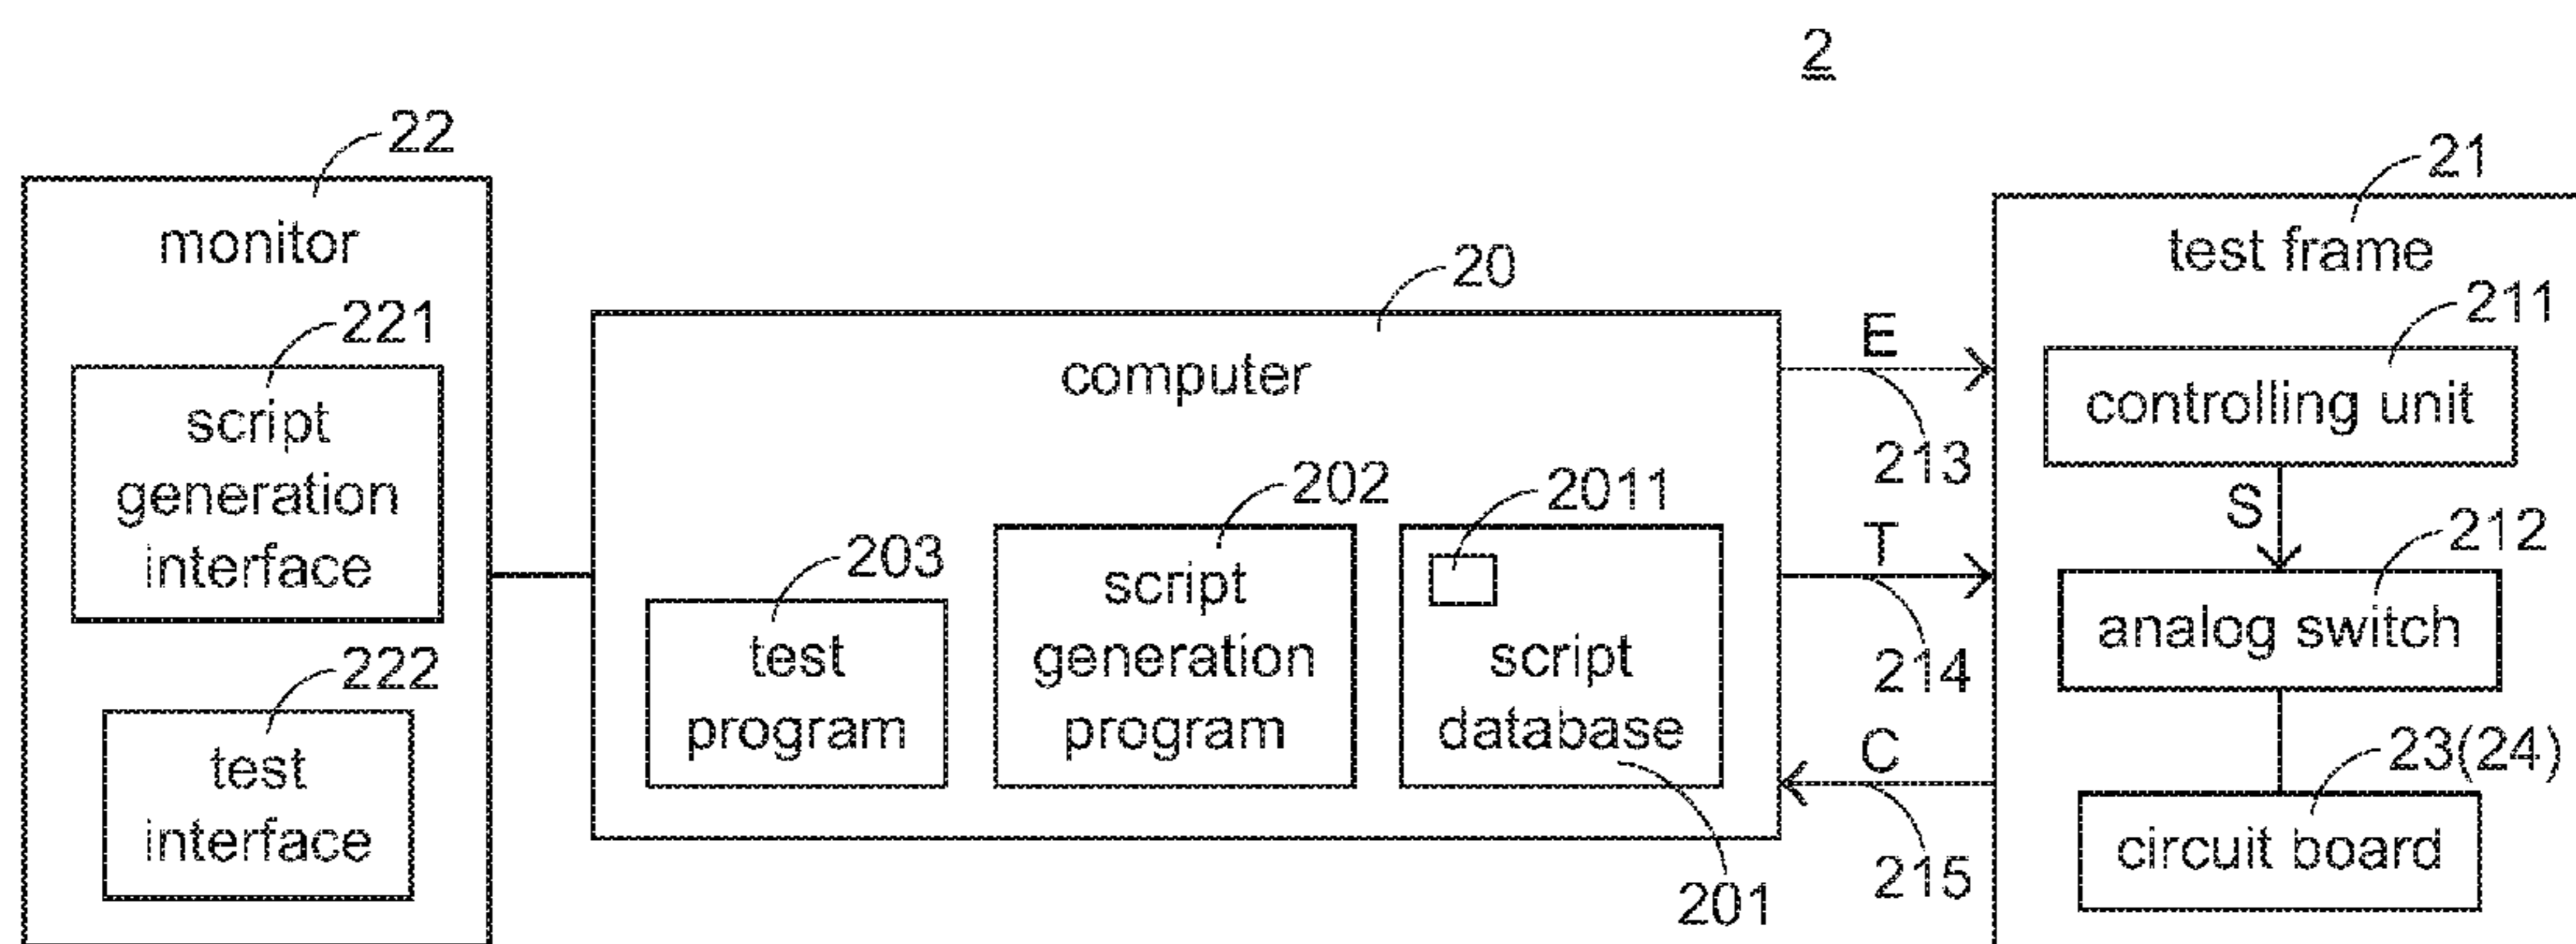 2
22
monitor
221
script
generation
interface
222
test
interface
20
computer
203
test
program
202
script
generation
program
2011
script
database
201
E
213
T
214
C
215
21
test frame
211
controlling unit
S
212
analog switch
23(24)
circuit board